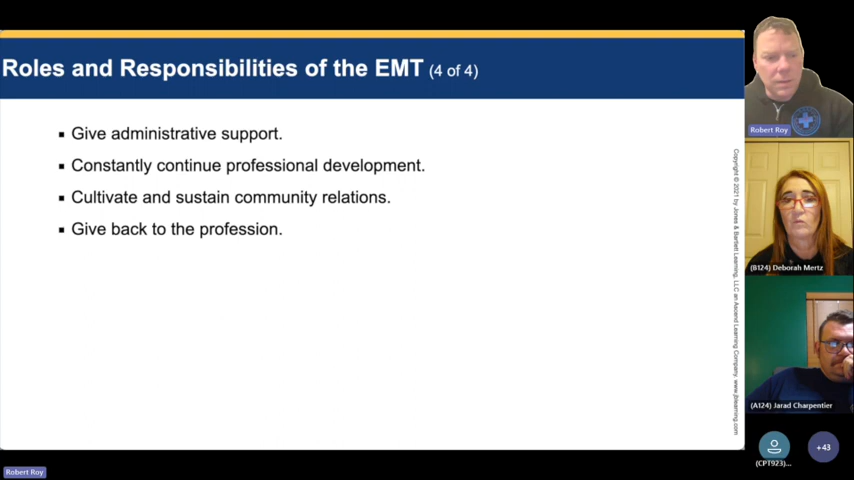 Roles and Responsibilities of the EMT (4 of 4)
▪ Give administrative support.
▪ Constantly continue professional development.
▪ Cultivate and sustain community relations.
▪ Give back to the profession.
Copyright © 2021 by Jones & Bartlett Learning, LLC an Ascend Learning Company. www.jblearning.com
Robert Roy
(B124) Deborah Mertz
(A124) Jarad Charpentier
(CPT923)...
+43
Robert Roy